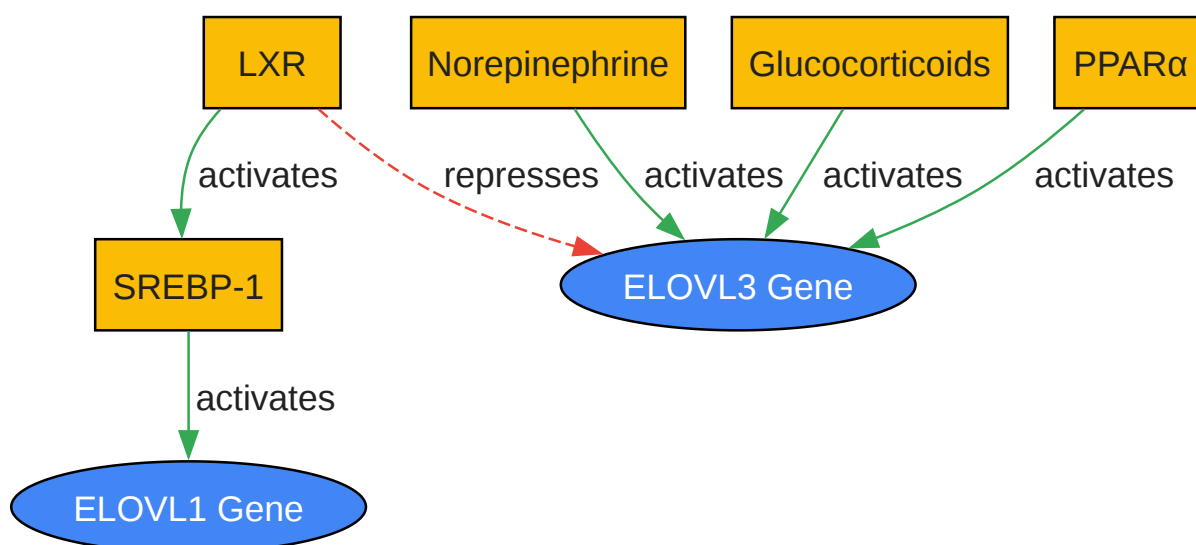 LXR
Norepinephrine
Glucocorticoids
PPARα
activates
represses
activates
activates
activates
SREBP-1
ELOVL3 Gene
activates
ELOVL1 Gene